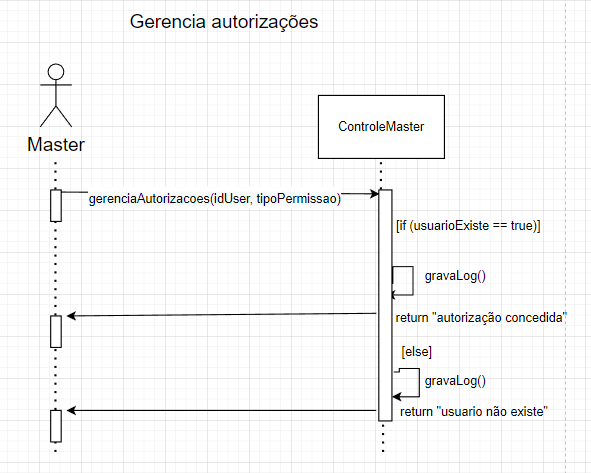 Gerencia autorizações
Master
ControleMaster
gerenciaAutorizacoes(idUser, tipoPermissao)
[if (usuarioExiste == true)]
gravaLog()
return "autorização concedida"
[else]
gravaLog()
return "usuario não existe"